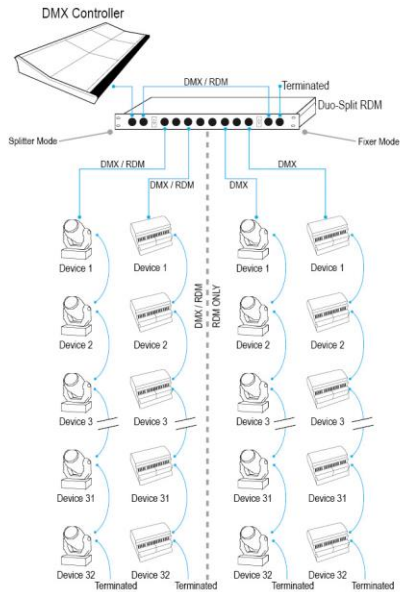 DMX Controller
DMX / RDM
Terminated
Duo-Split RDM
Splitter Mode
Fixer Mode
DMX / RDM
DMX / RDM
DMX
DMX
Device 1
Device 1
Device 1
Device 1
Device 2
Device 2
Device 2
Device 2
DMX / RDM
RDM ONLY
Device 3
Device 3
Device 3
Device 3
Device 31
Device 31
Device 31
Device 31
Device 32
Device 32
Device 32
Device 32
Terminated
Terminated
Terminated
Terminated